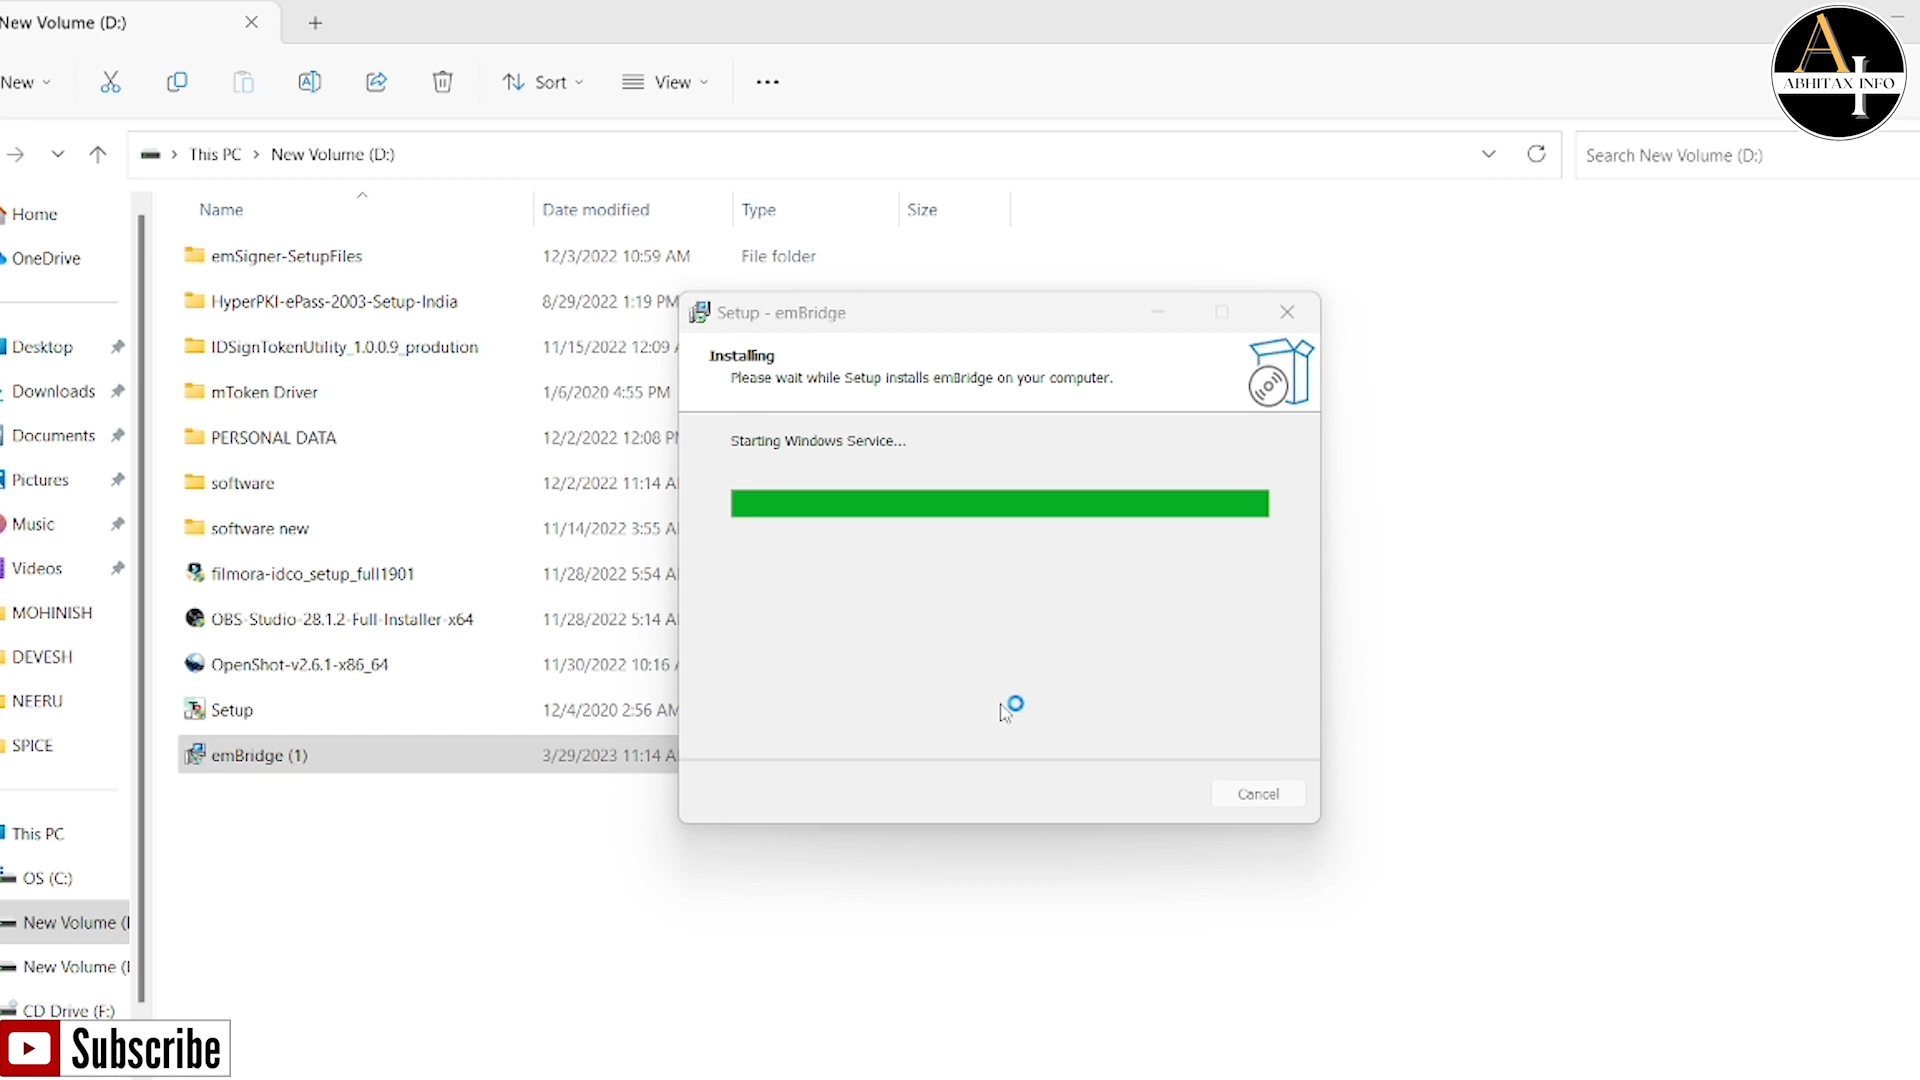 New Volume (D:)
New
Sort
View
This PC > New Volume (D:)
Search New Volume (D:)
Name
Date modified
Type
Size
emSigner-SetupFiles 12/3/2022 10:59 AM File folder
HyperPKI-ePass-2003-Setup-India 8/29/2022 1:19 PM
IDSignTokenUtility_1.0.0.9_prodution 11/15/2022 12:09
mToken Driver 1/6/2020 4:55 PM
PERSONAL DATA 12/2/2022 12:08
software 12/2/2022 11:14
software new 11/14/2022 3:55
filmora-idco_setup_full1901 11/28/2022 5:54
OBS-Studio-28.1.2-Full-Installer-x64 11/28/2022 5:14
OpenShot-v2.6.1-x86_64 11/30/2022 10:16
Setup 12/4/2020 2:56 AM
emBridge (1) 3/29/2023 11:14
Home
OneDrive
Desktop
Downloads
Documents
Pictures
Music
Videos
MOHINISH
DEVESH
NEERU
SPICE
This PC
OS (C:)
New Volume (
New Volume (
CD Drive (F:)
Setup - emBridge
Installing
Please wait while Setup installs emBridge on your computer.
Starting Windows Service...
Cancel
A
I
ABHITAX INFO
Subscribe